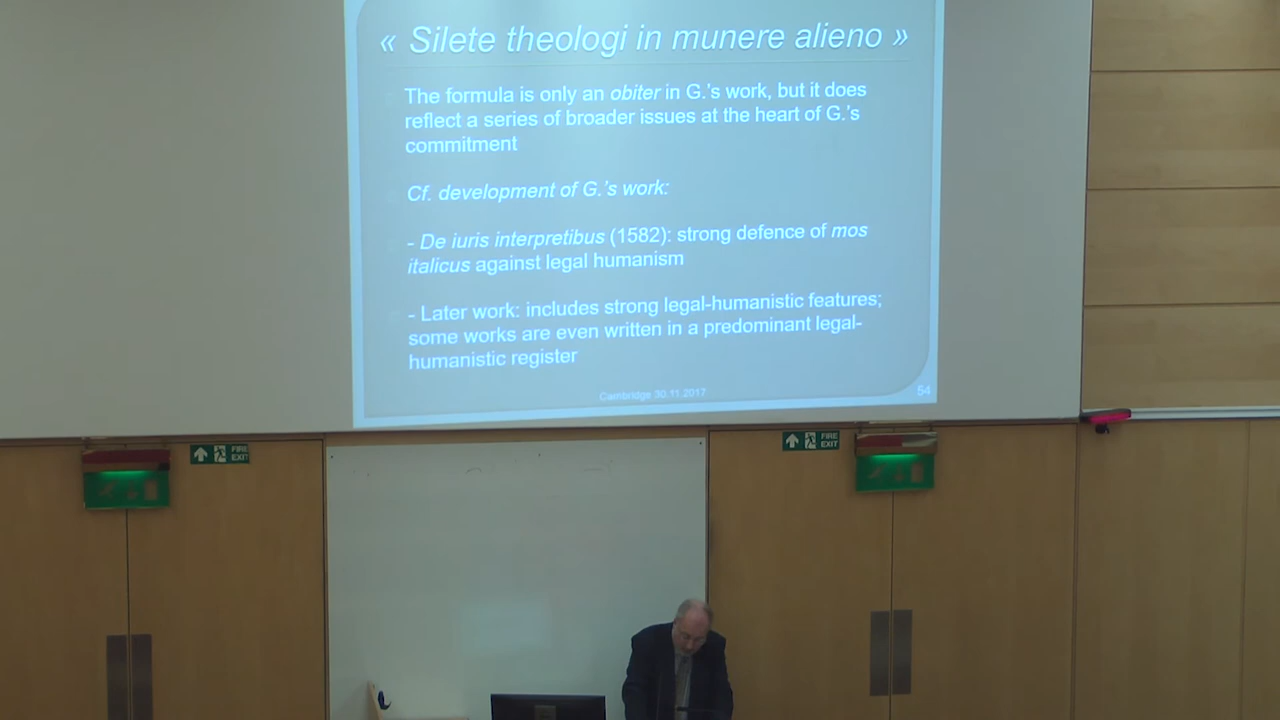 « Silete theologi in munere alieno »
The formula is only an obiter in G.'s work, but it does
reflect a series of broader issues at the heart of G.'s
commitment
Cf. development of G.'s work:
- De iuris interpretibus (1582): strong defence of mos
italicus against legal humanism
- Later work: includes strong legal-humanistic features;
some works are even written in a predominant legal-
humanistic register
Cambridge 30.11.2017
54
FIRE
EXIT
FIRE
EXIT